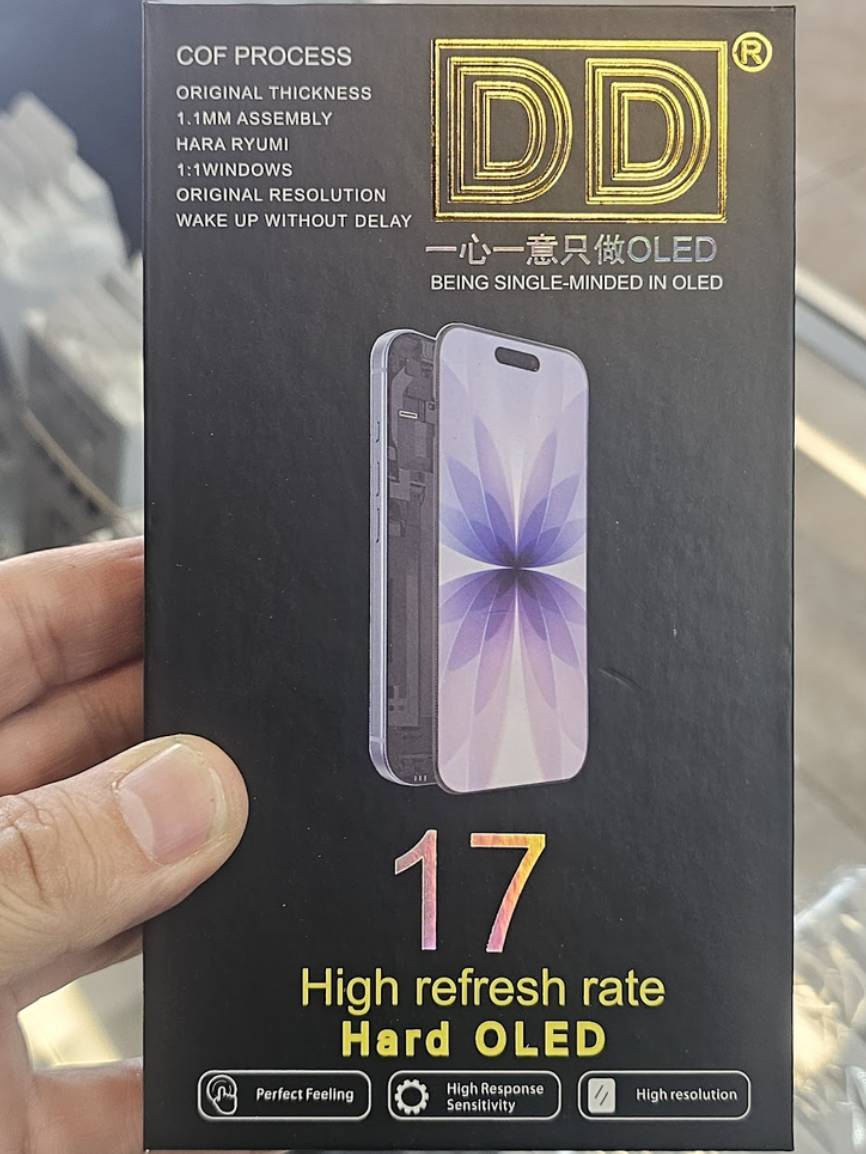 COF PROCESS
ORIGINAL THICKNESS
1.1MM ASSEMBLY
HARA RYUMI
1:1WINDOWS
ORIGINAL RESOLUTION
WAKE UP WITHOUT DELAY
DD®
一心一意只做OLED
BEING SINGLE-MINDED IN OLED
17
High refresh rate
Hard OLED
Perfect Feeling
High Response
Sensitivity
High resolution